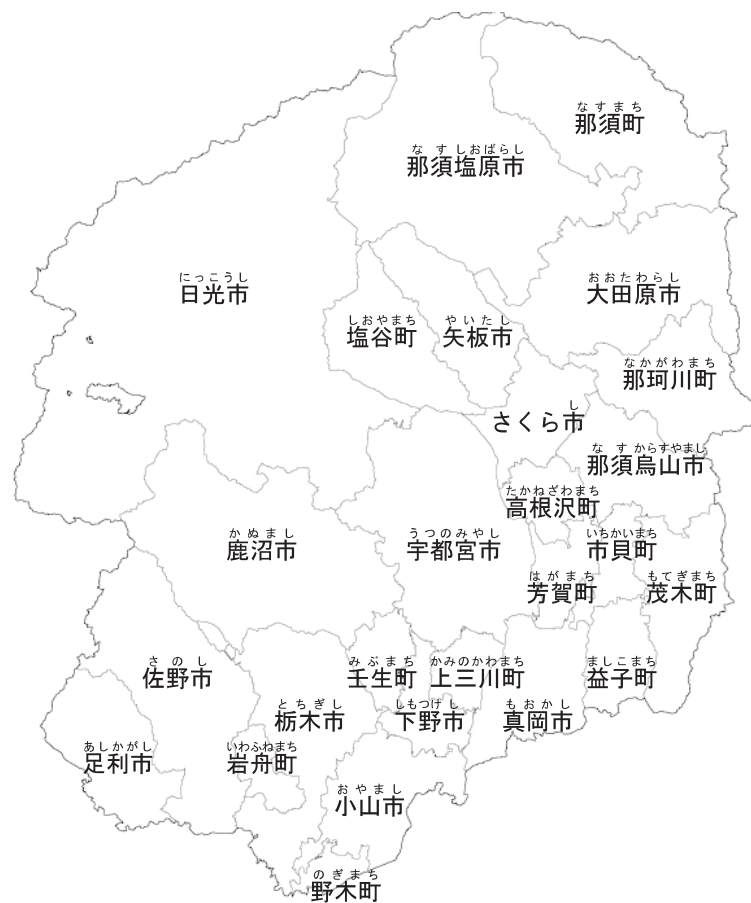 なすまち
那須町
なすしおばらし
那須塩原市
にっこうし
日光市
おおたわらし
大田原市
しおやまち
塩谷町
やいたし
矢板市
なかがわまち
那珂川町
し
さくら市
なすからすやまし
那須烏山市
たかねざわまち
高根沢町
かぬまし
鹿沼市
うつのみやし
宇都宮市
いちかいまち
市貝町
はがまち
芳賀町
もてぎまち
茂木町
さのし
佐野市
みぶまち
壬生町
かみのかわまち
上三川町
ましこまち
益子町
とちぎし
栃木市
しもつけし
下野市
もおかし
真岡市
あしかがし
足利市
いわふねまち
岩舟町
おやまし
小山市
のぎまち
野木町